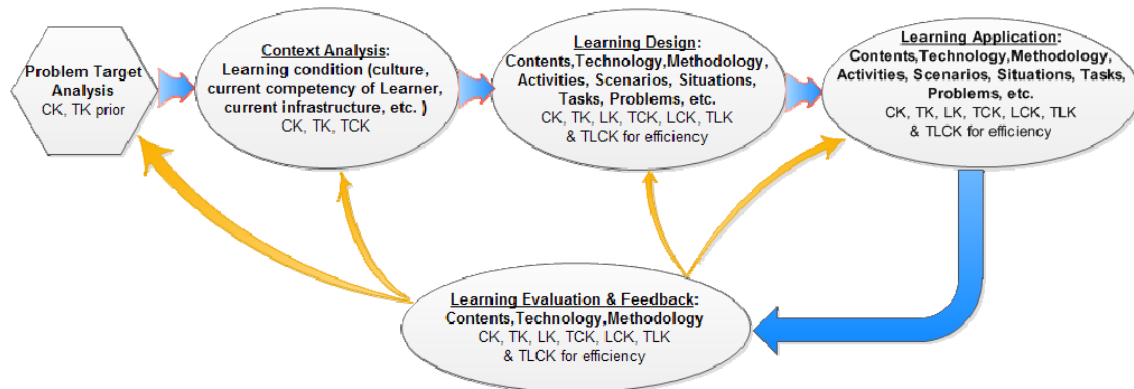 Problem Target
Analysis
CK, TK prior
Context Analysis:
Learning condition (culture,
current competency of Learner,
current infrastructure, etc. )
CK, TK, TCK
Learning Design:
Contents,Technology,Methodology,
Activities, Scenarios, Situations,
Tasks, Problems, etc.
CK, TK, LK, TCK, LCK, TLK
& TLCK for efficiency
Learning Application:
Contents,Technology,Methodology,
Activities, Scenarios, Situations, Tasks,
Problems, etc.
CK, TK, LK, TCK, LCK, TLK
& TLCK for efficiency
Learning Evaluation & Feedback:
Contents,Technology,Methodology
CK, TK, LK, TCK, LCK, TLK
& TLCK for efficiency